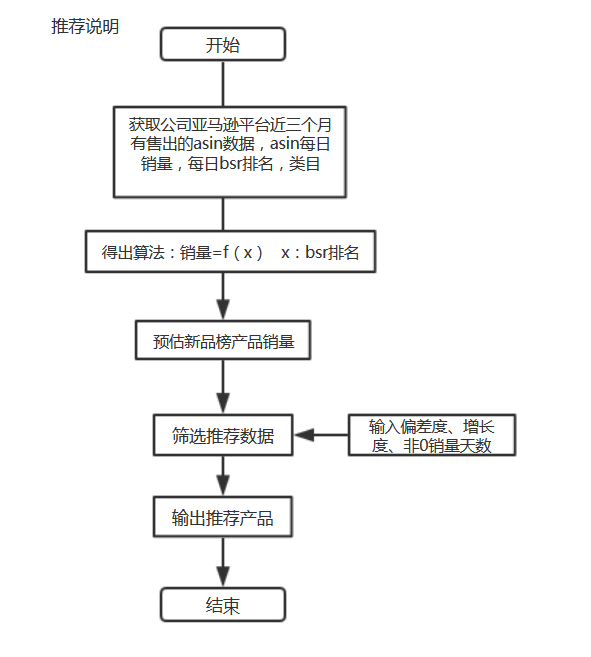 推荐说明
开始
获取公司亚马逊平台近三个月
有售出的asin数据，asin每日
销量，每日bsr排名，类目
得出算法：销量=f（x） x：bsr排名
预估新品榜产品销量
筛选推荐数据
输入偏差度、增长
度、非0销量天数
输出推荐产品
结束